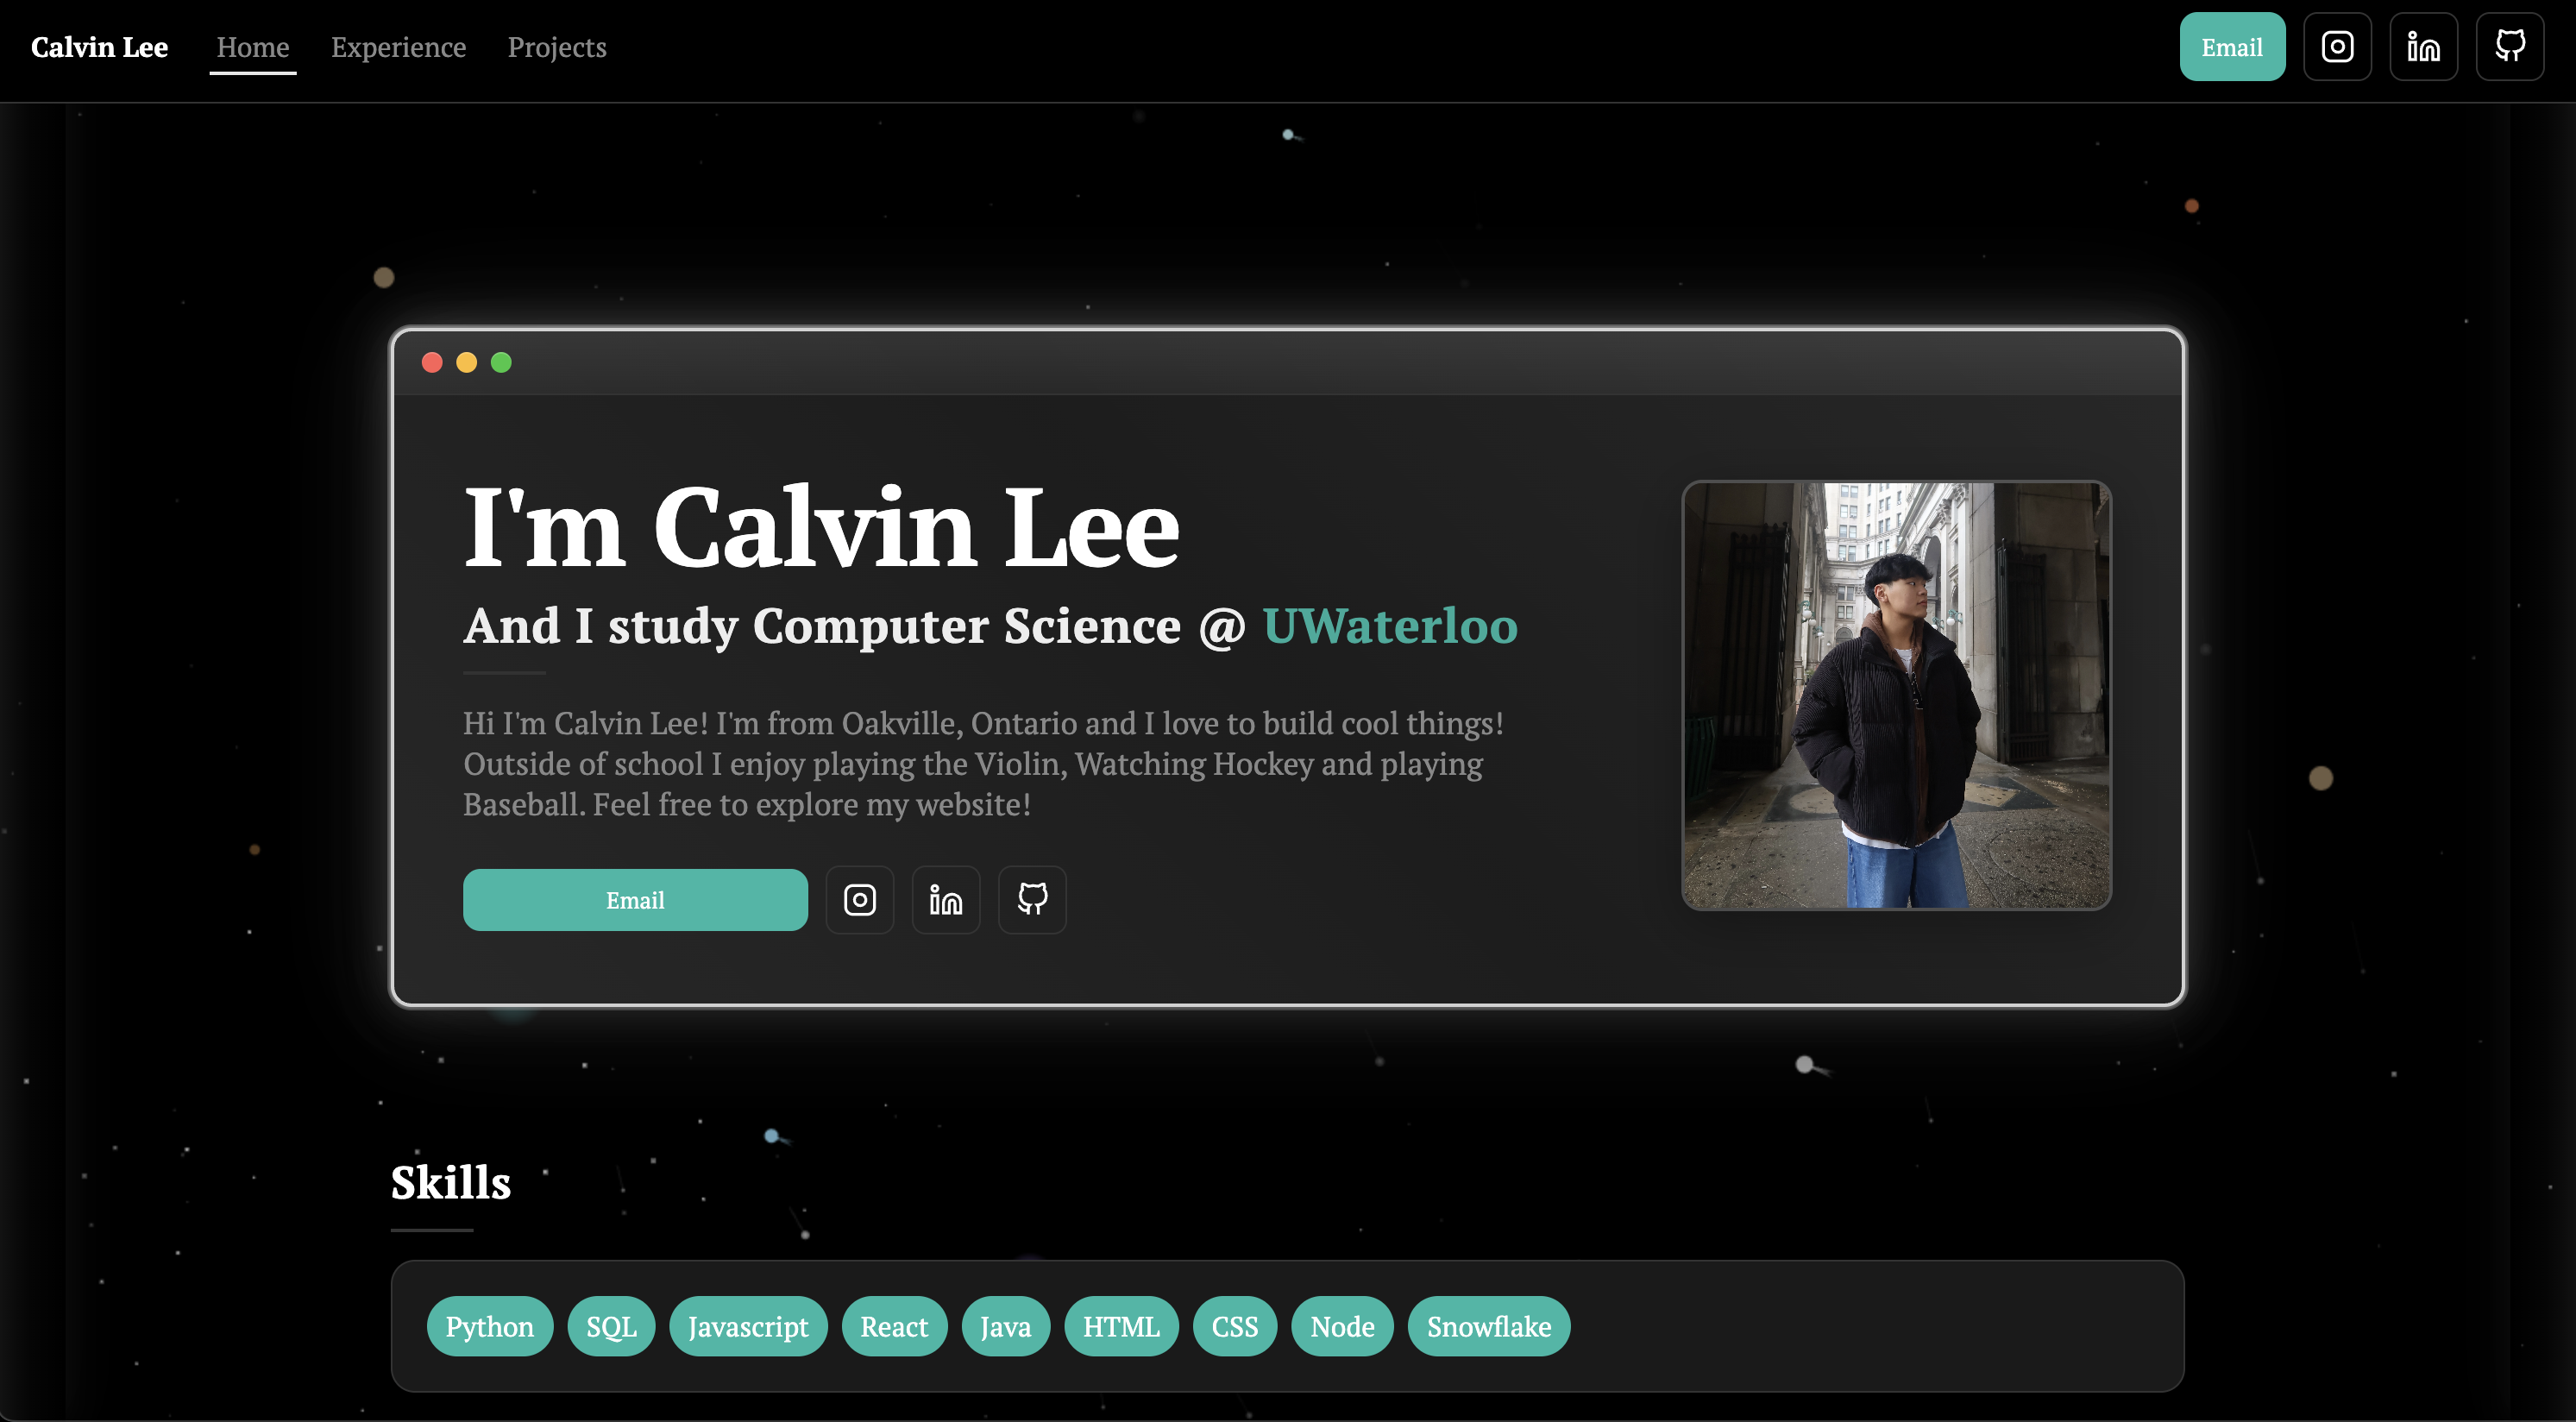 Calvin Lee Home Experience Projects Email
I'm Calvin Lee
And I study Computer Science @ UWaterloo
Hi I'm Calvin Lee! I'm from Oakville, Ontario and I love to build cool things!
Outside of school I enjoy playing the Violin, Watching Hockey and playing
Baseball. Feel free to explore my website!
Email
Skills
Python SQL Javascript React Java HTML CSS Node Snowflake